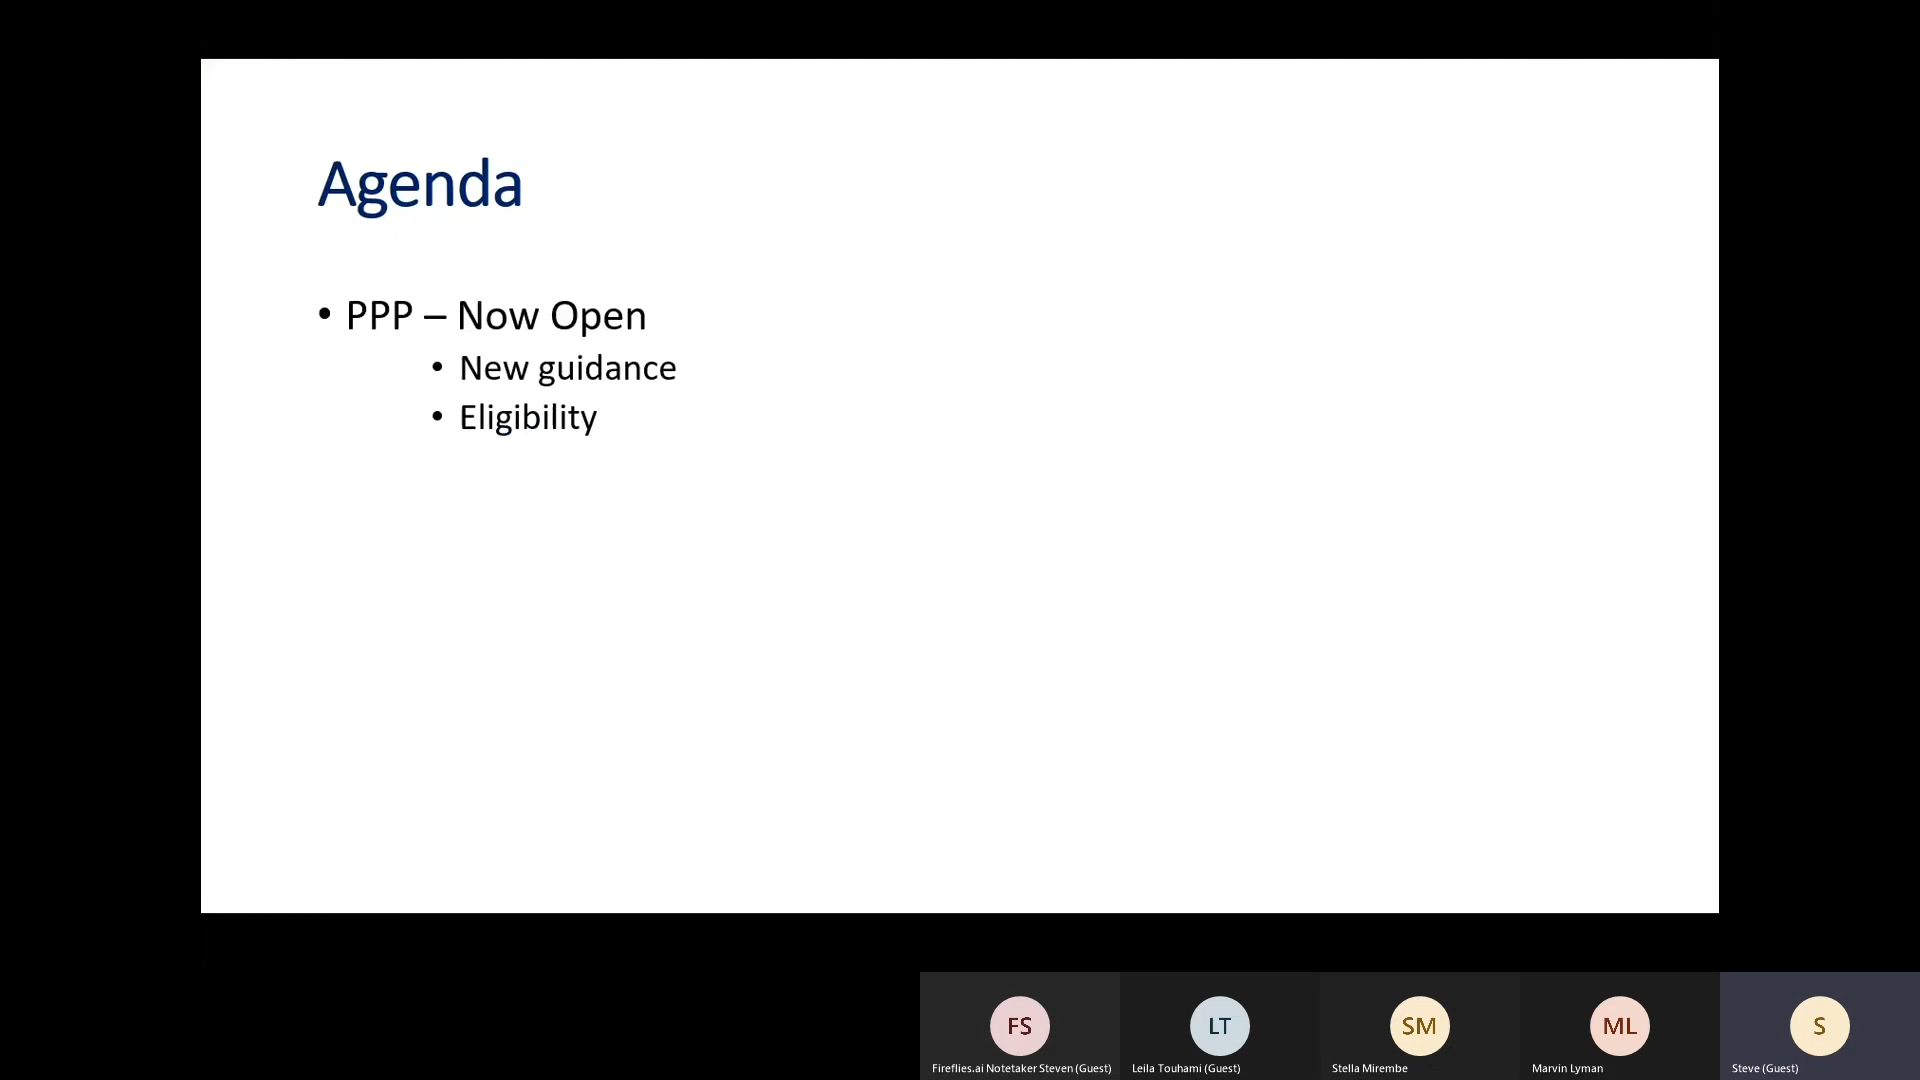 Agenda
• PPP – Now Open
• New guidance
• Eligibility
FS
LT
SM
ML
S
Fireflies.ai Notetaker Steven (Guest)
Leila Touhami (Guest)
Stella Mirembe
Marvin Lyman
Steve (Guest)